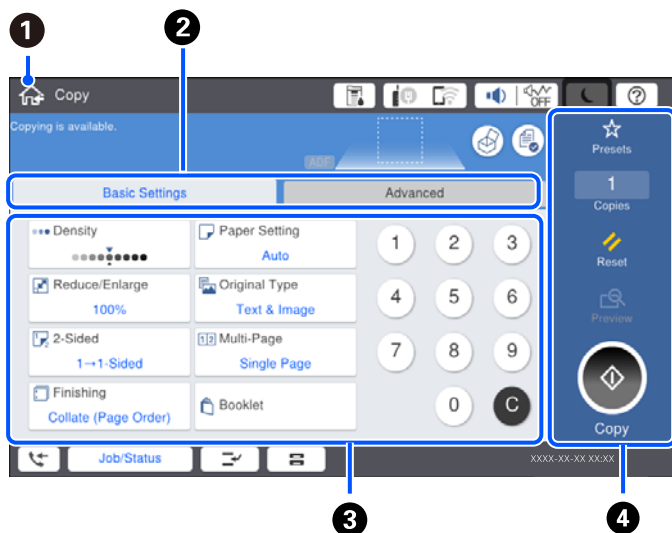 1
2
Copy
OFF
?
Copying is available.
ADF
Basic Settings
Advanced
Density
Paper Setting
Auto
Reduce/Enlarge
100%
Original Type
Text & Image
2-Sided
1→1-Sided
12 Multi-Page
Single Page
Finishing
Collate (Page Order)
Booklet
1 2 3
4 5 6
7 8 9
0 C
Presets
1
Copies
Reset
Preview
Copy
Job/Status
XXXX-XX-XX XX:XX
3
4